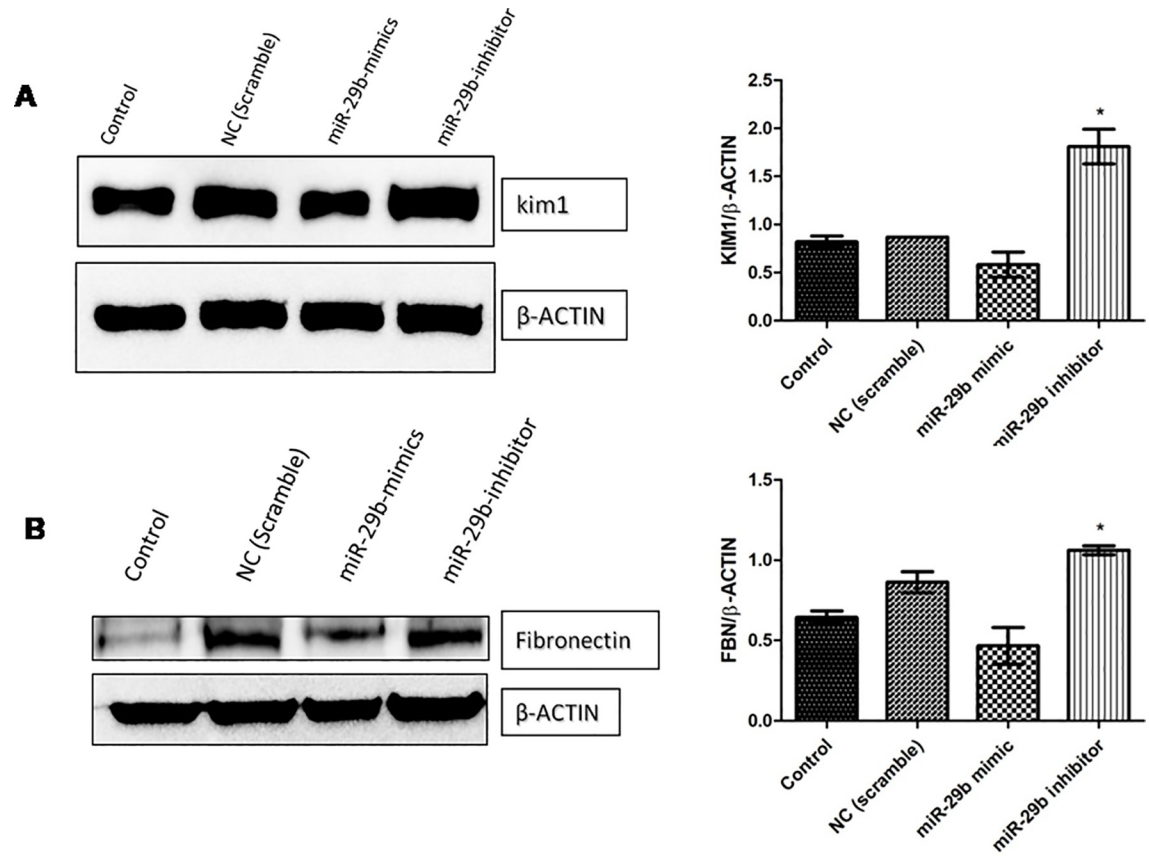 A
Control
NC (Scramble)
miR-29b-mimics
miR-29b-inhibitor
kim1
β-ACTIN
KIM1/β-ACTIN
2.5
2.0
1.5
1.0
0.5
0.0
*
Control
NC (scramble)
miR-29b mimic
miR-29b inhibitor
B
Control
NC (Scramble)
miR-29b-mimics
miR-29b-inhibitor
Fibronectin
β-ACTIN
FBN/β-ACTIN
1.5
1.0
0.5
0.0
*
Control
NC (scramble)
miR-29b mimic
miR-29b inhibitor